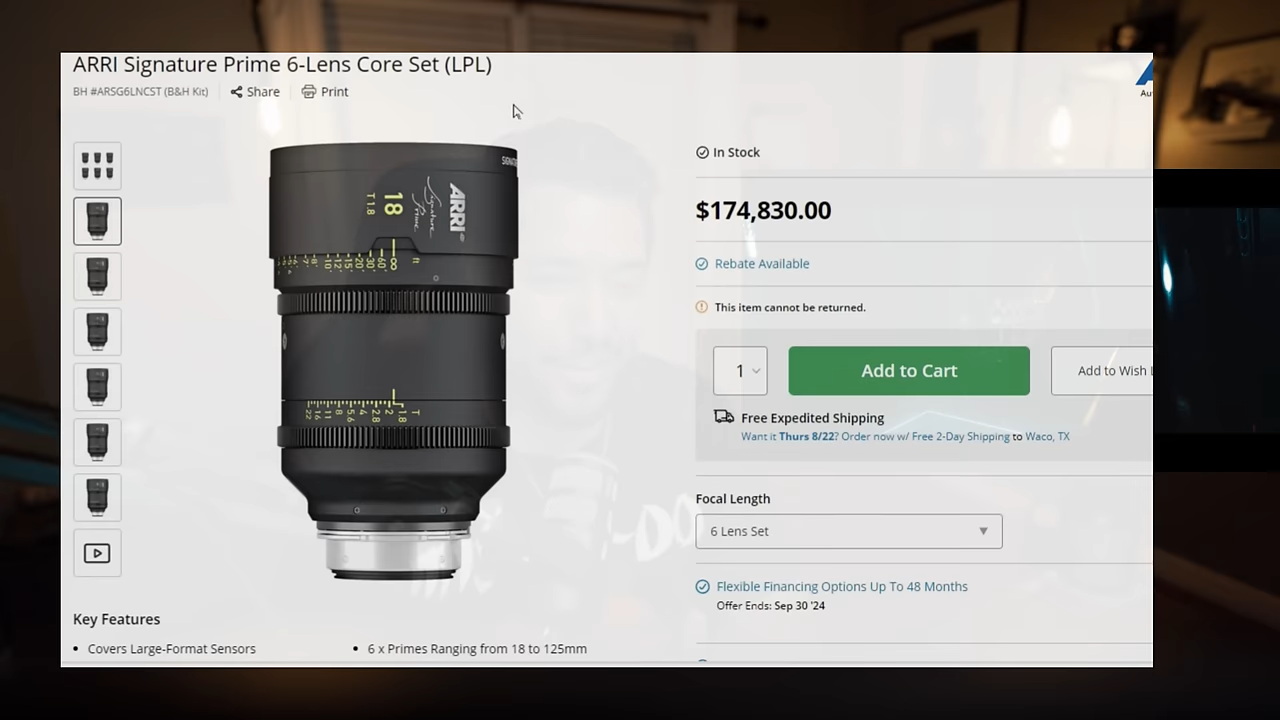 ARRI Signature Prime 6-Lens Core Set (LPL)
BH #ARSG6LNCST (B&H Kit)
Share
Print
ARRI
Signature Prime
18
T1.8
ft
T
In Stock
$174,830.00
Rebate Available
This item cannot be returned.
1
Add to Cart
Add to Wish
Free Expedited Shipping
Want it Thurs 8/22? Order now w/ Free 2-Day Shipping to Waco, TX
Focal Length
6 Lens Set
Flexible Financing Options Up To 48 Months
Offer Ends: Sep 30 '24
Key Features
• Covers Large-Format Sensors
• 6 x Primes Ranging from 18 to 125mm